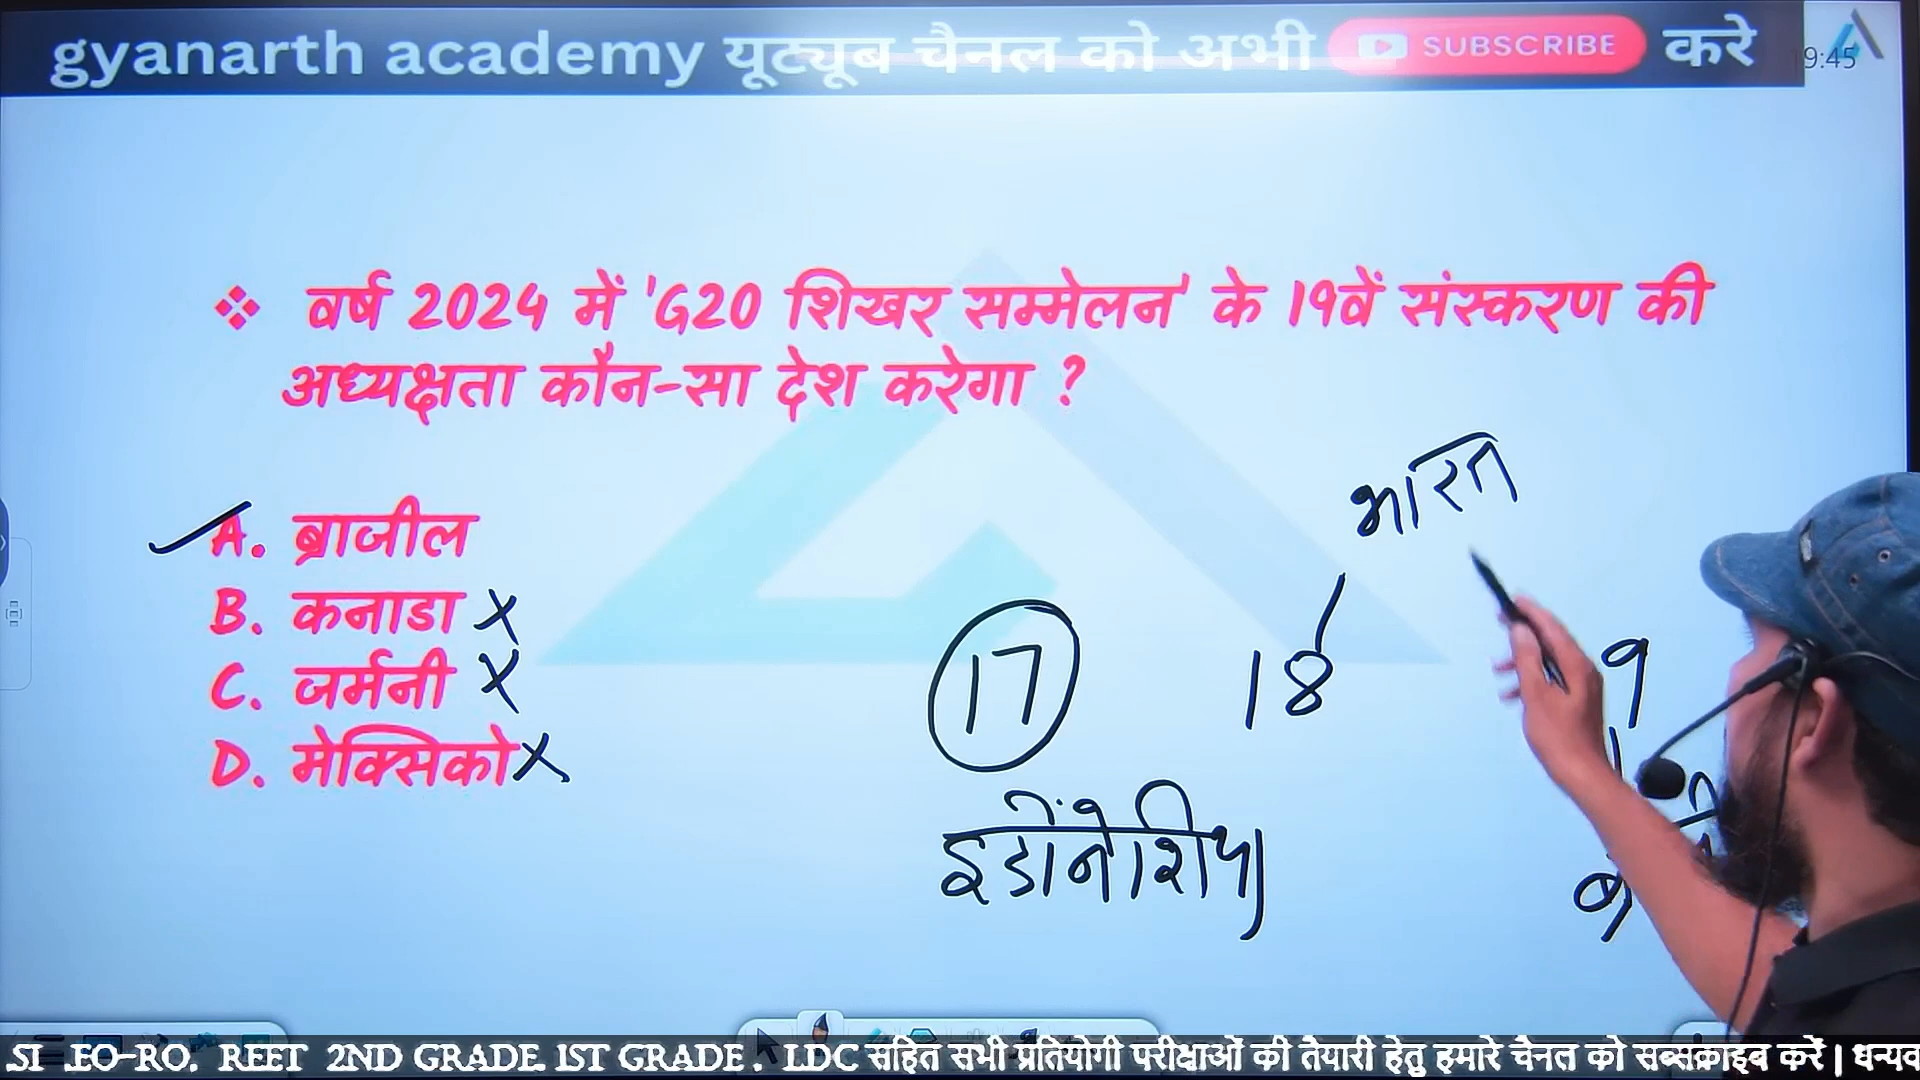 gyanarth academy यूट्यूब चैनल को अभी SUBSCRIBE करे
9:45
❖ वर्ष 2024 में 'G20 शिखर सम्मेलन' के 19वें संस्करण की
अध्यक्षता कौन-सा देश करेगा ?
A. ब्राजील
B. कनाडा X
C. जर्मनी X
D. मेक्सिको X
भारत
17
18
9
इंडोनेशिया
SI .EO-RO. REET 2ND GRADE 1ST GRADE . LDC सहित सभी प्रतियोगी परीक्षाओं की तैयारी हेतु हमारे चैनल को सब्सक्राइब करें |